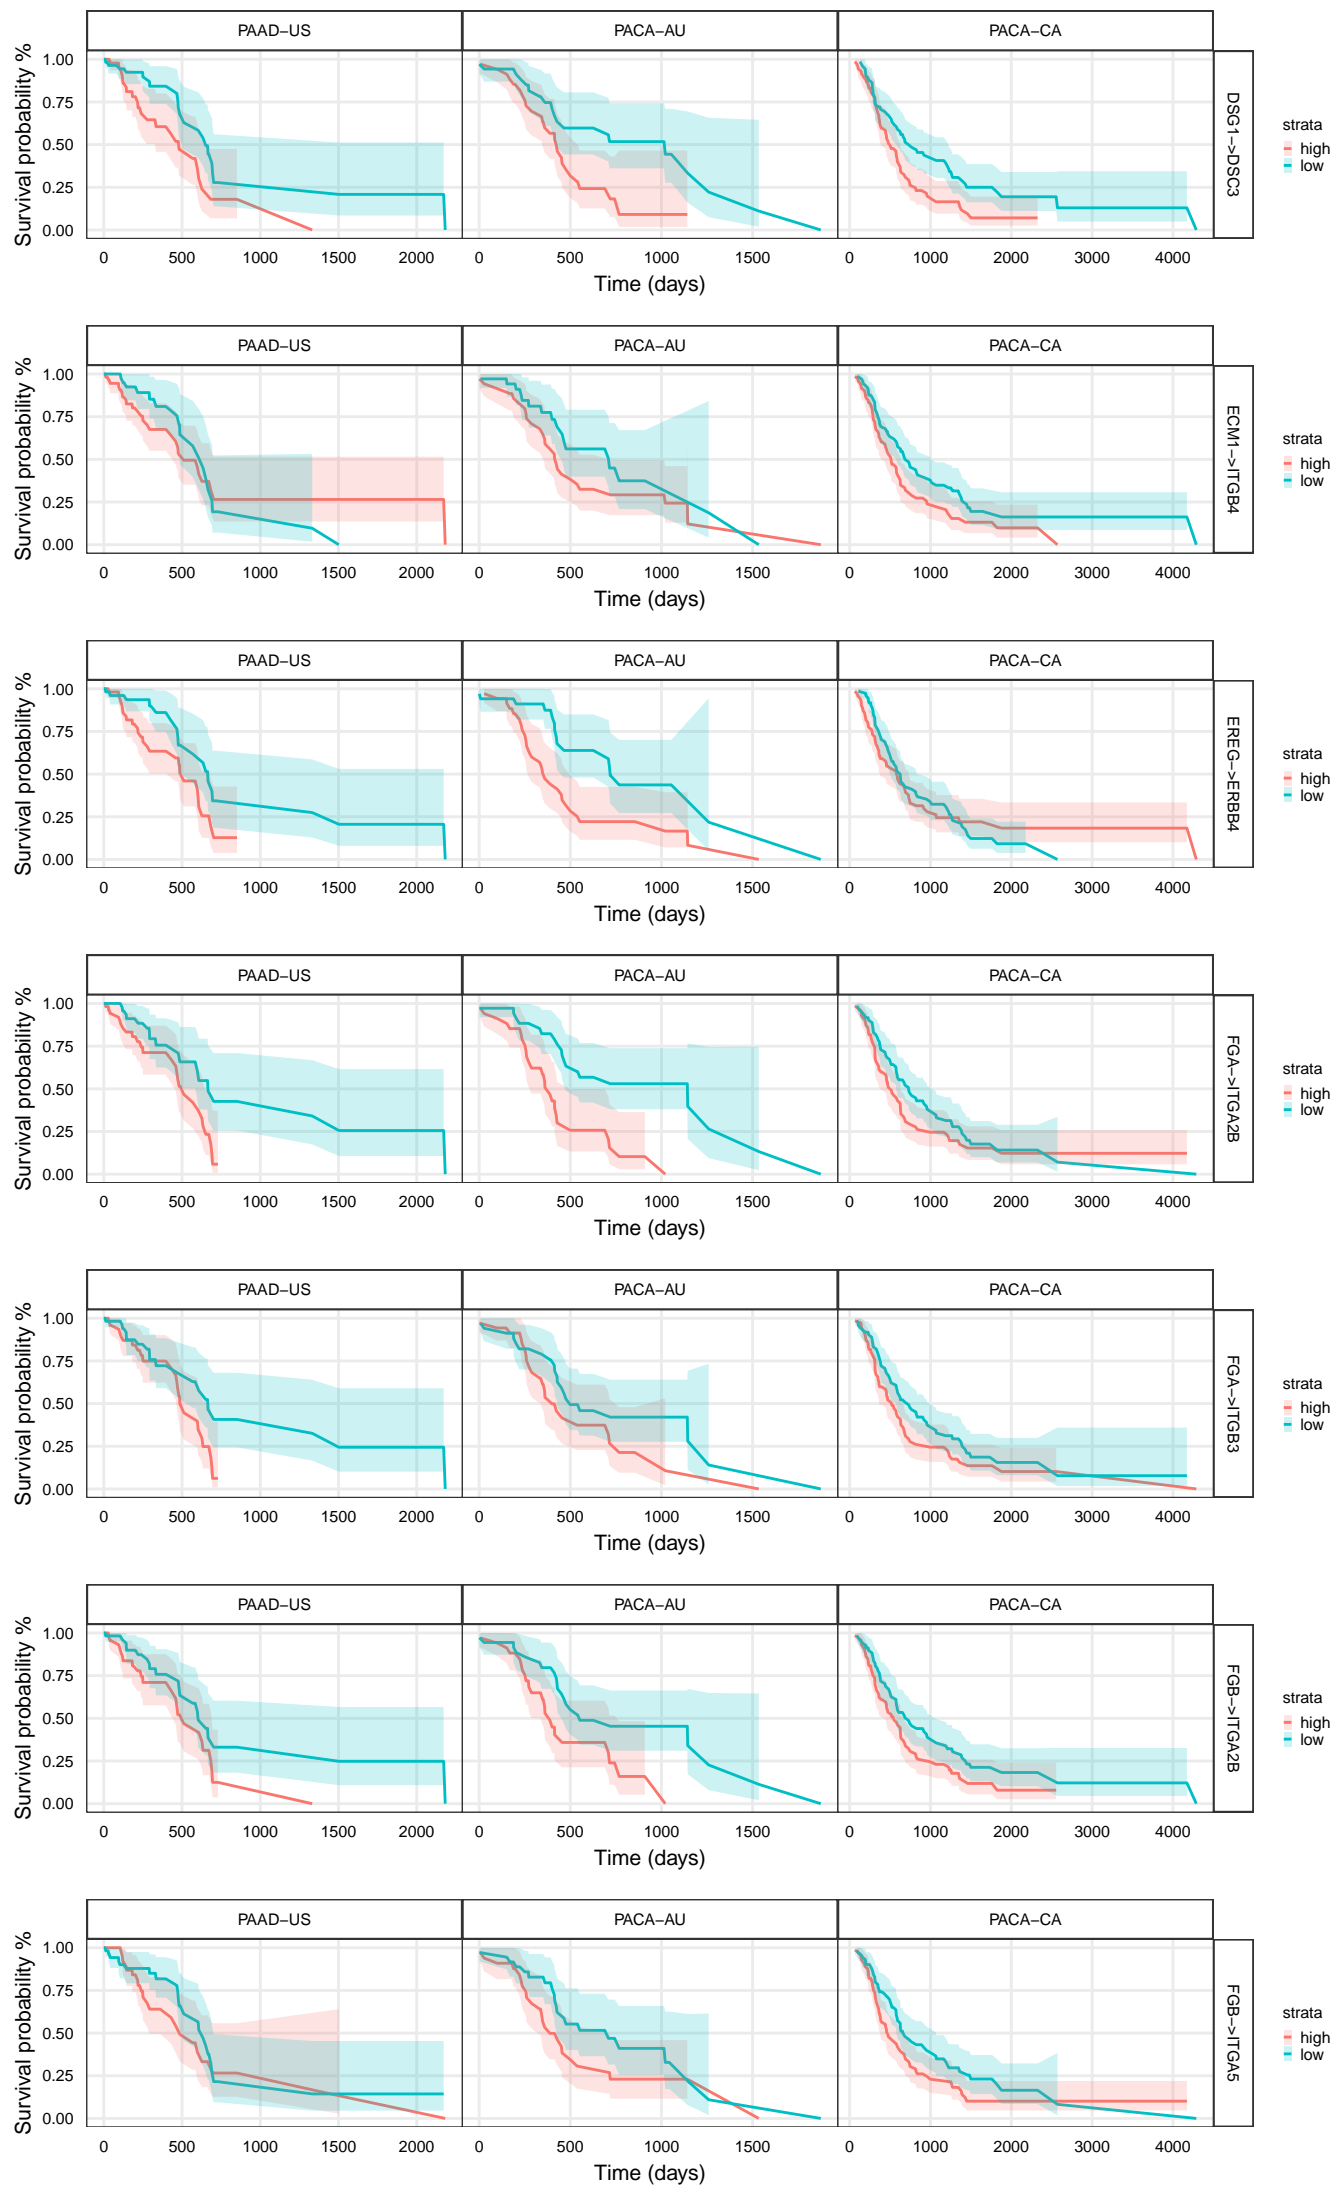 PAAD−US PACA−AU PACA−CA
Survival probability %
1.00
0.75
0.50
0.25
0.00
DSG1−>DSC3
strata
high
low
0 500 1000 1500 2000 0 500 1000 1500 0 1000 2000 3000 4000
Time (days)
PAAD−US PACA−AU PACA−CA
Survival probability %
1.00
0.75
0.50
0.25
0.00
ECM1−>ITGB4
strata
high
low
0 500 1000 1500 2000 0 500 1000 1500 0 1000 2000 3000 4000
Time (days)
PAAD−US PACA−AU PACA−CA
Survival probability %
1.00
0.75
0.50
0.25
0.00
EREG−>ERBB4
strata
high
low
0 500 1000 1500 2000 0 500 1000 1500 0 1000 2000 3000 4000
Time (days)
PAAD−US PACA−AU PACA−CA
Survival probability %
1.00
0.75
0.50
0.25
0.00
FGA−>ITGA2B
strata
high
low
0 500 1000 1500 2000 0 500 1000 1500 0 1000 2000 3000 4000
Time (days)
PAAD−US PACA−AU PACA−CA
Survival probability %
1.00
0.75
0.50
0.25
0.00
FGA−>ITGB3
strata
high
low
0 500 1000 1500 2000 0 500 1000 1500 0 1000 2000 3000 4000
Time (days)
PAAD−US PACA−AU PACA−CA
Survival probability %
1.00
0.75
0.50
0.25
0.00
FGB−>ITGA2B
strata
high
low
0 500 1000 1500 2000 0 500 1000 1500 0 1000 2000 3000 4000
Time (days)
PAAD−US PACA−AU PACA−CA
Survival probability %
1.00
0.75
0.50
0.25
0.00
FGB−>ITGA5
strata
high
low
0 500 1000 1500 2000 0 500 1000 1500 0 1000 2000 3000 4000
Time (days)